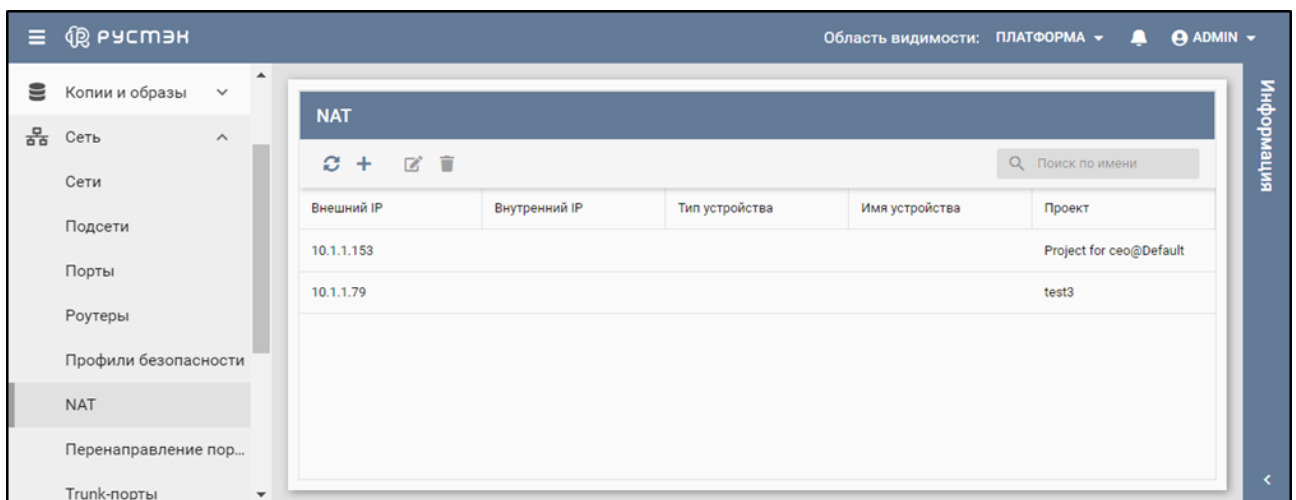 РУСТЭК
Область видимости: ПЛАТФОРМА
ADMIN
Копии и образы
Сеть
Сети
Подсети
Порты
Роутеры
Профили безопасности
NAT
Перенаправление пор...
Trunk-порты
NAT
Поиск по имени
Внешний IP Внутренний IP Тип устройства Имя устройства Проект
10.1.1.153 Project for ceo@Default
10.1.1.79 test3
Информация